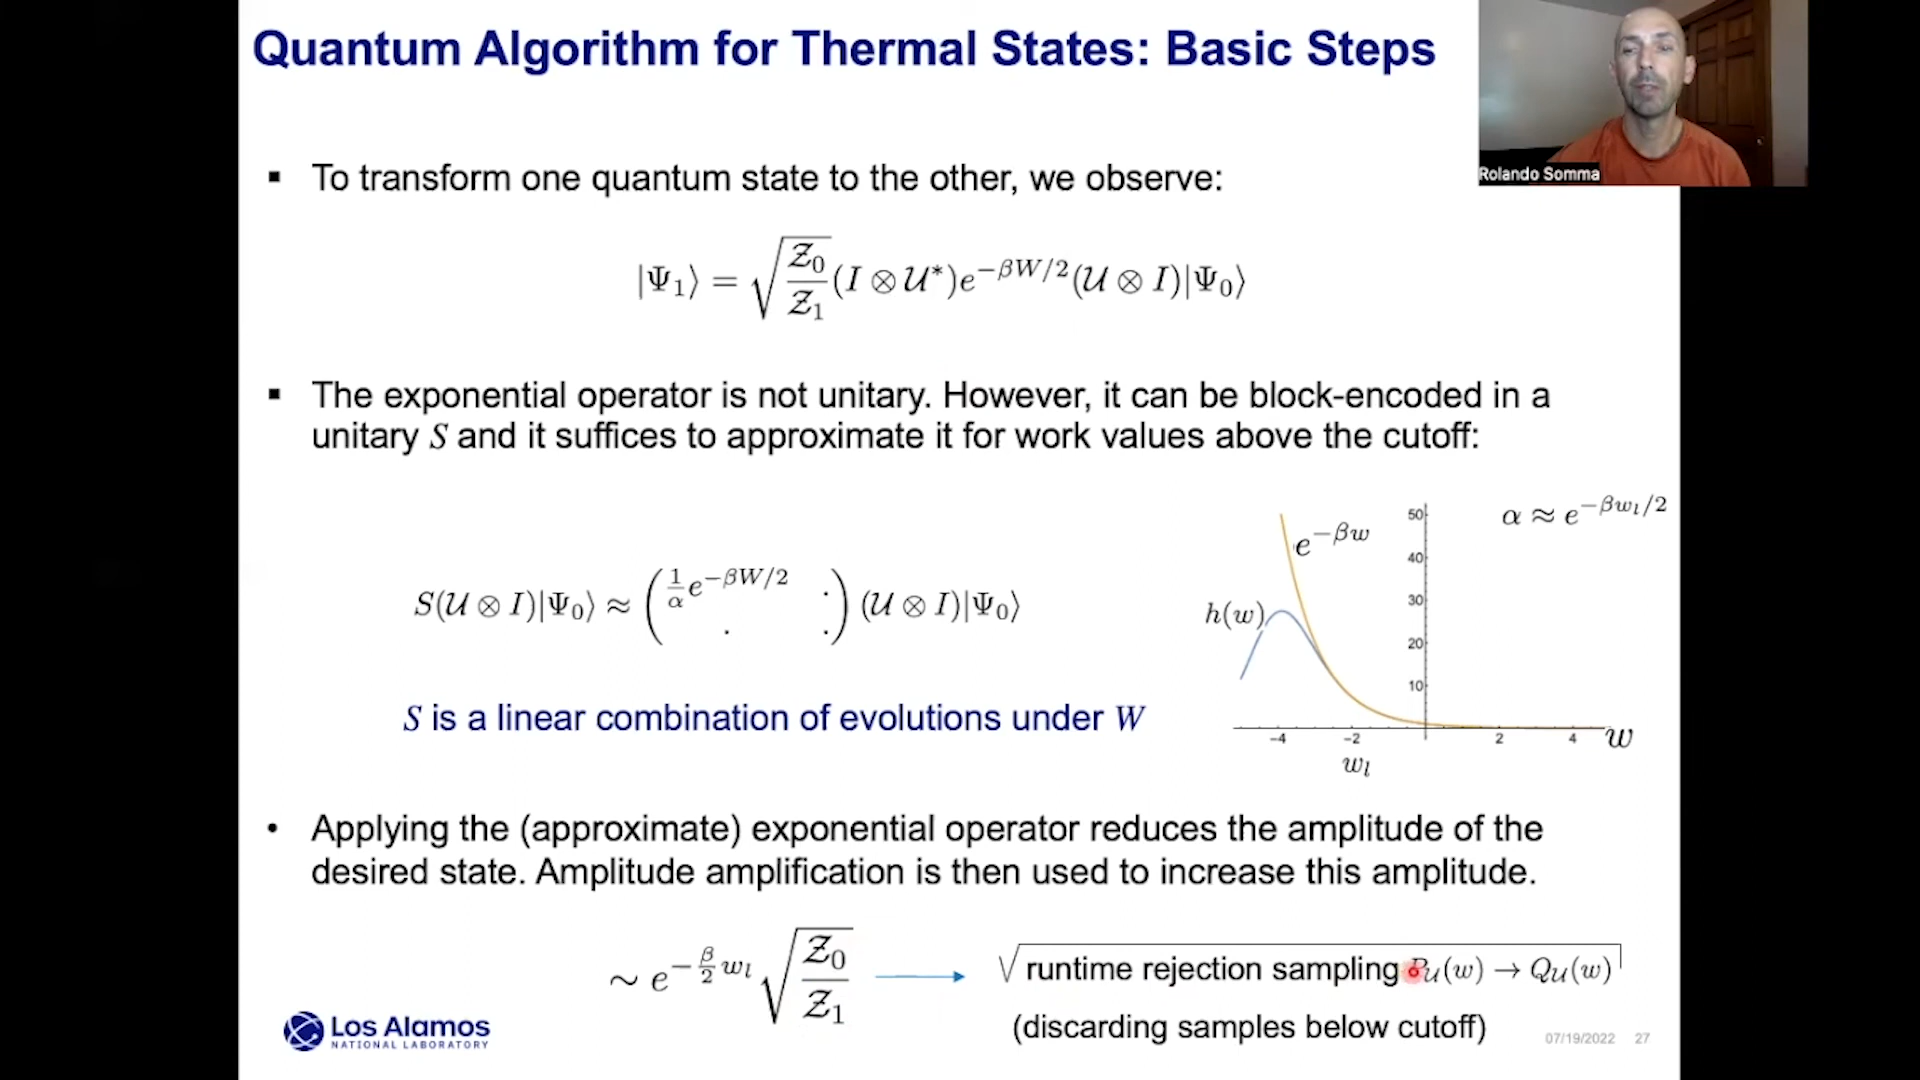 Quantum Algorithm for Thermal States: Basic Steps
Rolando Somma
▪ To transform one quantum state to the other, we observe:
|Ψ₁⟩ = √(𝒵₀/𝒵₁) (I ⊗ 𝒰*)e^{−βW/2}(𝒰 ⊗ I)|Ψ₀⟩
▪ The exponential operator is not unitary. However, it can be block-encoded in a
unitary S and it suffices to approximate it for work values above the cutoff:
S(𝒰 ⊗ I)|Ψ₀⟩ ≈ ( (1/α)e^{−βW/2} · ; · · ) (𝒰 ⊗ I)|Ψ₀⟩
S is a linear combination of evolutions under W
α ≈ e^{−βw_l/2}
e^{−βw}
h(w)
50
40
30
20
10
−4 −2 2 4 w
w_l
• Applying the (approximate) exponential operator reduces the amplitude of the
desired state. Amplitude amplification is then used to increase this amplitude.
∼ e^{−(β/2)w_l} √(𝒵₀/𝒵₁) → √(runtime rejection sampling P_𝒰(w) → Q_𝒰(w))
(discarding samples below cutoff)
Los Alamos
NATIONAL LABORATORY
07/19/2022 27